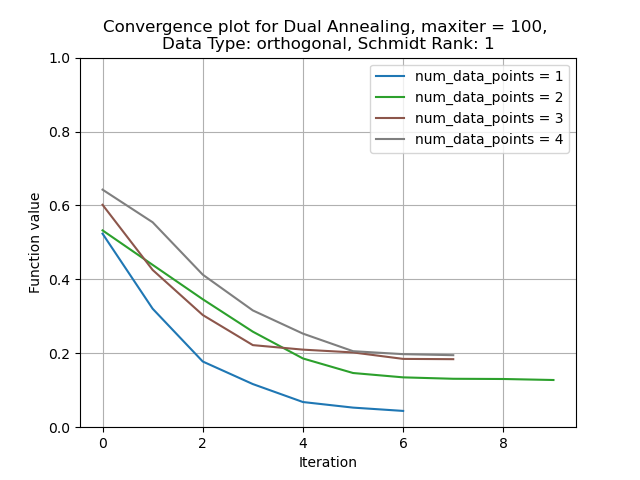 Convergence plot for Dual Annealing, maxiter = 100,
Data Type: orthogonal, Schmidt Rank: 1
num_data_points = 1
num_data_points = 2
num_data_points = 3
num_data_points = 4
Function value
1.0
0.8
0.6
0.4
0.2
0.0
0 2 4 6 8
Iteration